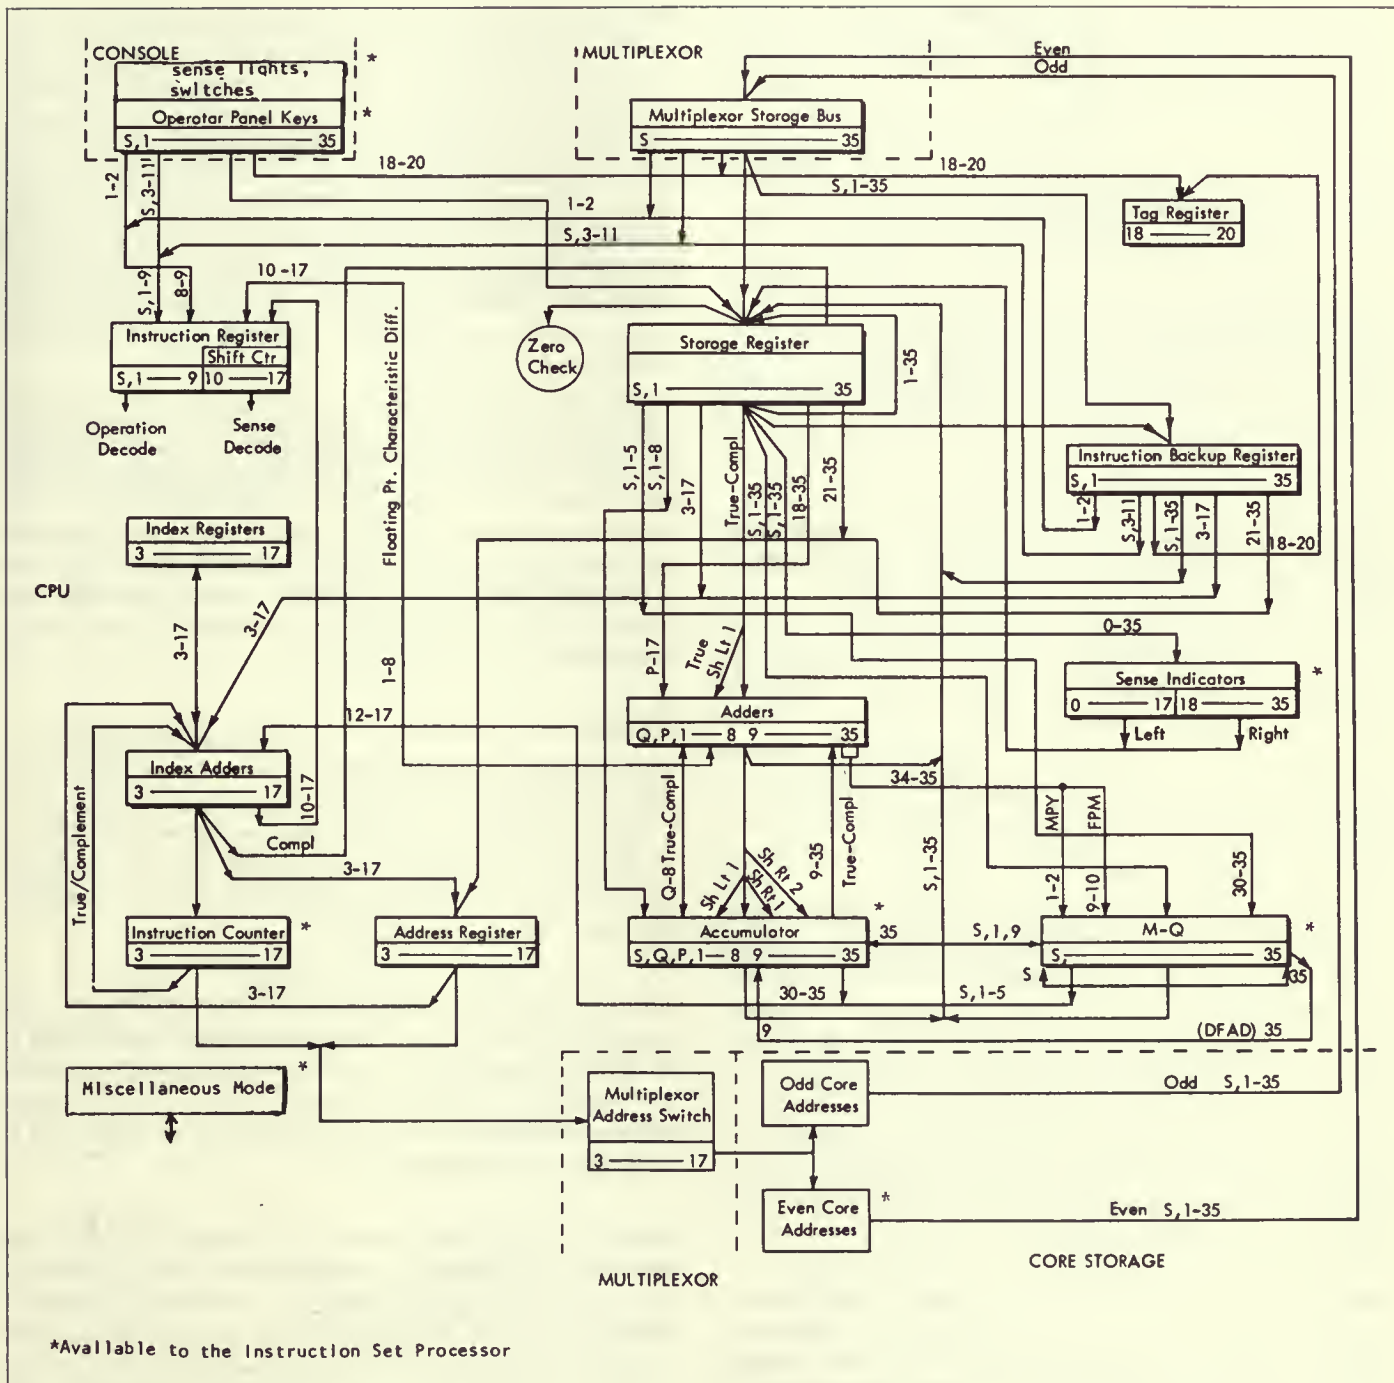 CONSOLE
sense lights,
switches
*
Operator Panel Keys
*
S,1 35
MULTIPLEXOR
Multiplexor Storage Bus
S 35
Even
Odd
18-20
18-20
1-2
S,3-11
S,1-35
1-2
S,3-11
Tag Register
18 20
S,1-9
8-9
10-17
Instruction Register
Shift Ctr
S,1 9 10 17
Operation
Decode
Sense
Decode
Zero
Check
Storage Register
S,1 35
1-35
Floating Pt. Characteristic Diff.
1-8
S,1-5
S,1-8
3-17
True-Compl
S,1-35
S,1-35
18-35
21-35
Instruction Backup Register
S,1 35
1-2
S,3-11
S,1-35
3-17
21-35
18-20
Index Registers
3 17
CPU
3-17
3-17
P-17
True
Sh Lt 1
0-35
Sense Indicators
*
0 17 18 35
Left
Right
12-17
Adders
Q,P,1 8 9 35
34-35
Index Adders
3 17
10-17
Compl
True/Complement
3-17
Q-8 True-Compl
Sh Lt 1
Sh Rt 1
Sh Rt 2
9-35
True-Compl
S,1-35
MPY
1-2
FPM
9-10
30-35
Instruction Counter
*
3 17
Address Register
3 17
Accumulator
*
S,Q,P,1 8 9 35
35
S,1,9
M-Q
*
S, 35
S
35
3-17
30-35
S,1-5
9
(DFAD) 35
Miscellaneous Mode
*
Multiplexor
Address Switch
3 17
Odd Core
Addresses
Odd S,1-35
Even Core
Addresses
*
Even S,1-35
CORE STORAGE
MULTIPLEXOR
*Available to the Instruction Set Processor